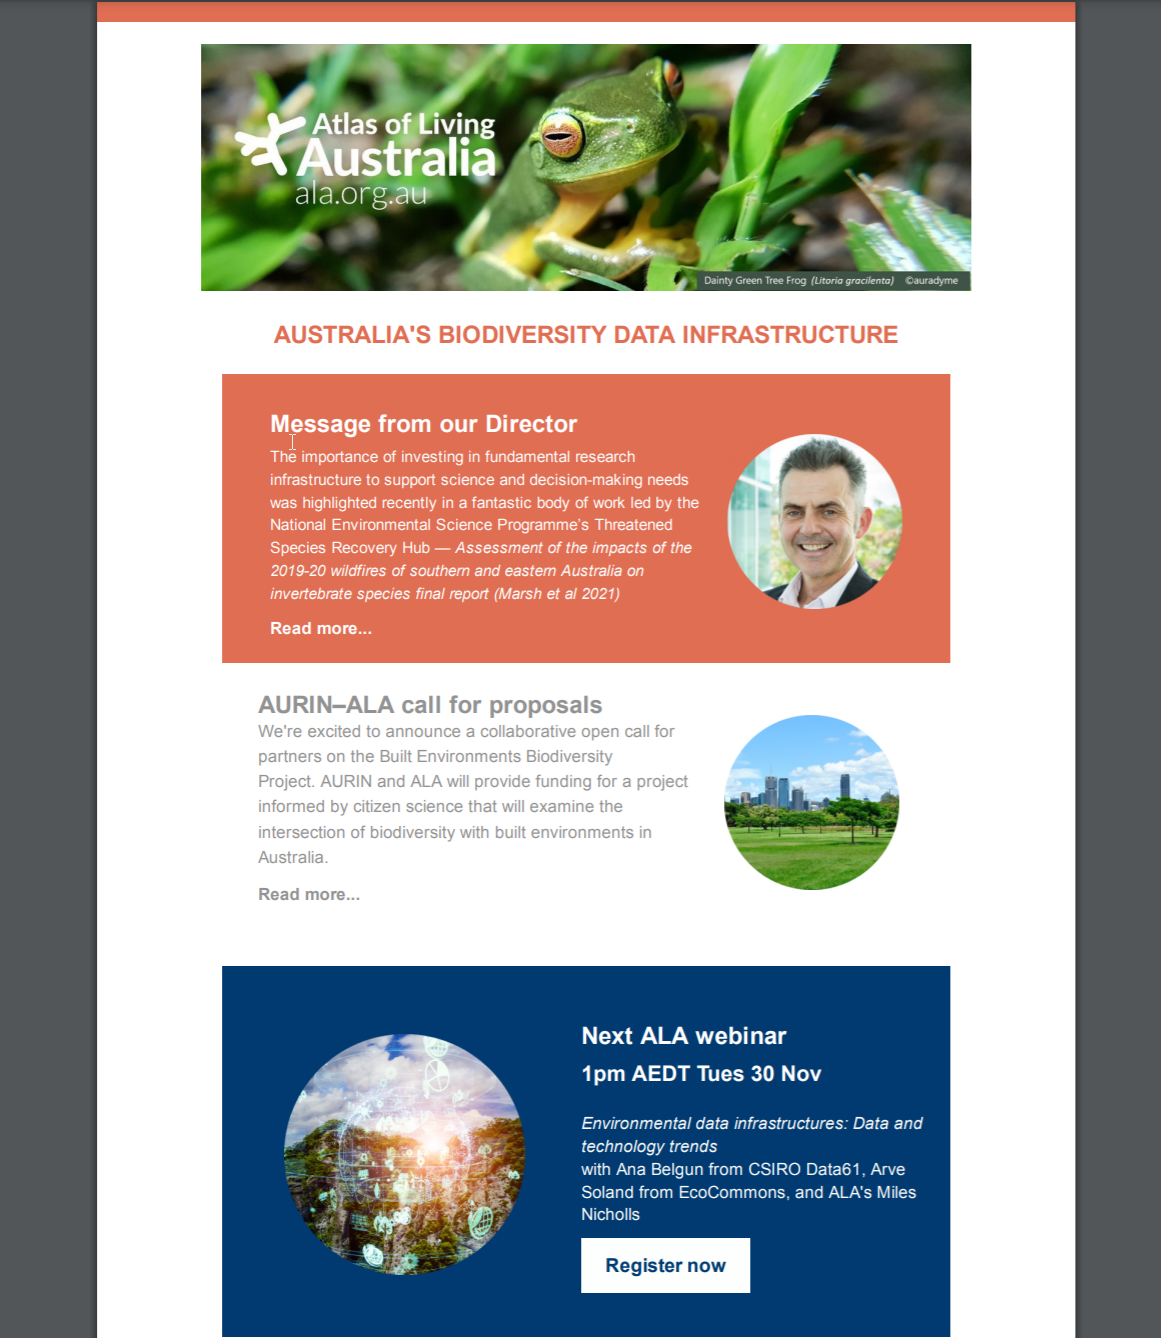 Atlas of Living
Australia
ala.org.au
Dainty Green Tree Frog (Litoria gracilenta) ©auradyme
AUSTRALIA'S BIODIVERSITY DATA INFRASTRUCTURE
Message from our Director
The importance of investing in fundamental research
infrastructure to support science and decision-making needs
was highlighted recently in a fantastic body of work led by the
National Environmental Science Programme's Threatened
Species Recovery Hub — Assessment of the impacts of the
2019-20 wildfires of southern and eastern Australia on
invertebrate species final report (Marsh et al 2021)
Read more...
AURIN–ALA call for proposals
We're excited to announce a collaborative open call for
partners on the Built Environments Biodiversity
Project. AURIN and ALA will provide funding for a project
informed by citizen science that will examine the
intersection of biodiversity with built environments in
Australia.
Read more...
Next ALA webinar
1pm AEDT Tues 30 Nov
Environmental data infrastructures: Data and
technology trends
with Ana Belgun from CSIRO Data61, Arve
Soland from EcoCommons, and ALA's Miles
Nicholls
Register now